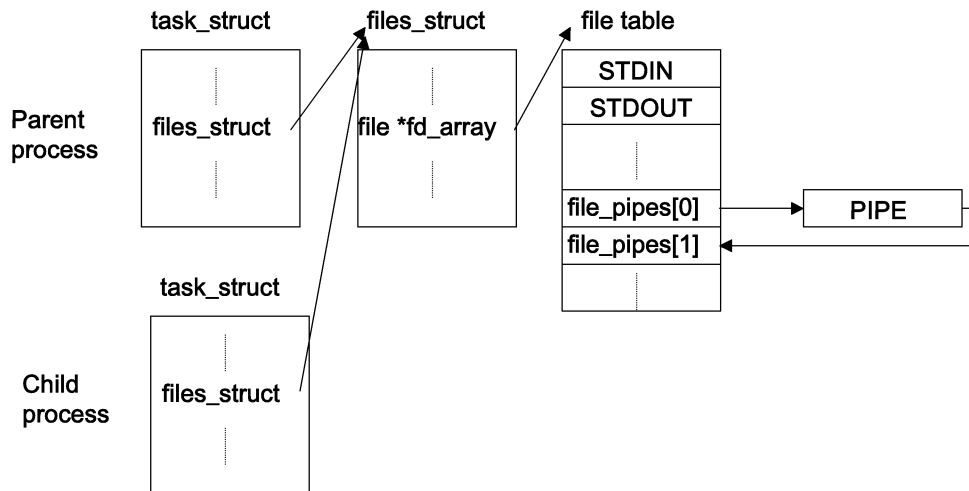 task_struct
files_struct
file table
Parent
process
files_struct
file *fd_array
STDIN
STDOUT
file_pipes[0]
file_pipes[1]
PIPE
task_struct
Child
process
files_struct